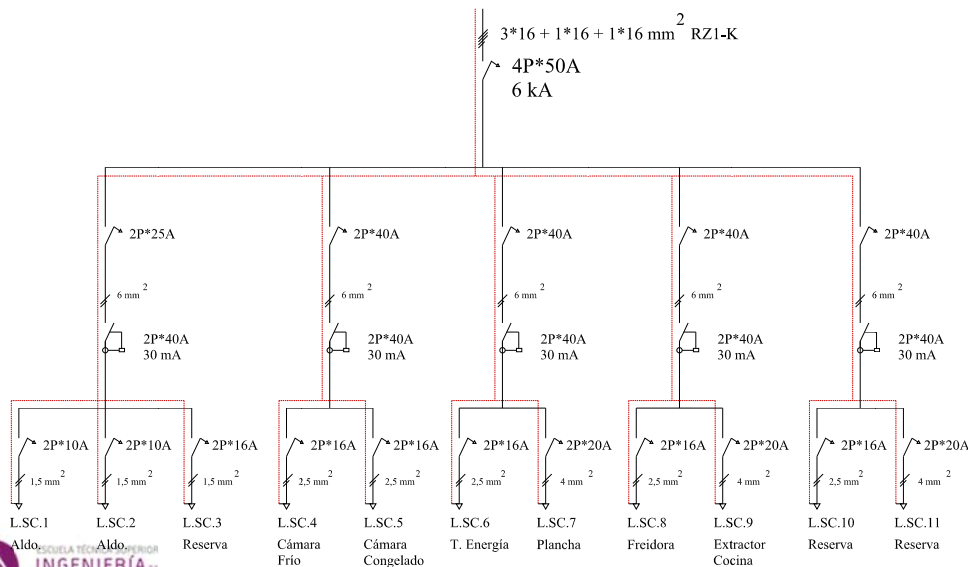 3*16 + 1*16 + 1*16 mm² RZ1-K
4P*50A
6 kA
2P*25A
2P*40A
2P*40A
2P*40A
2P*40A
6 mm²
6 mm²
6 mm²
6 mm²
6 mm²
2P*40A
30 mA
2P*40A
30 mA
2P*40A
30 mA
2P*40A
30 mA
2P*40A
30 mA
2P*10A
2P*10A
2P*16A
2P*16A
2P*16A
2P*16A
2P*20A
2P*16A
2P*20A
2P*16A
2P*20A
1,5 mm²
1,5 mm²
1,5 mm²
2,5 mm²
2,5 mm²
2,5 mm²
4 mm²
2,5 mm²
4 mm²
2,5 mm²
4 mm²
L.SC.1
Aldo.
L.SC.2
Aldo.
L.SC.3
Reserva
L.SC.4
Cámara
Frío
L.SC.5
Cámara
Congelado
L.SC.6
T. Energía
L.SC.7
Plancha
L.SC.8
Freidora
L.SC.9
Extractor
Cocina
L.SC.10
Reserva
L.SC.11
Reserva
ESCUELA TÉCNICA SUPERIOR
INGENIERÍA